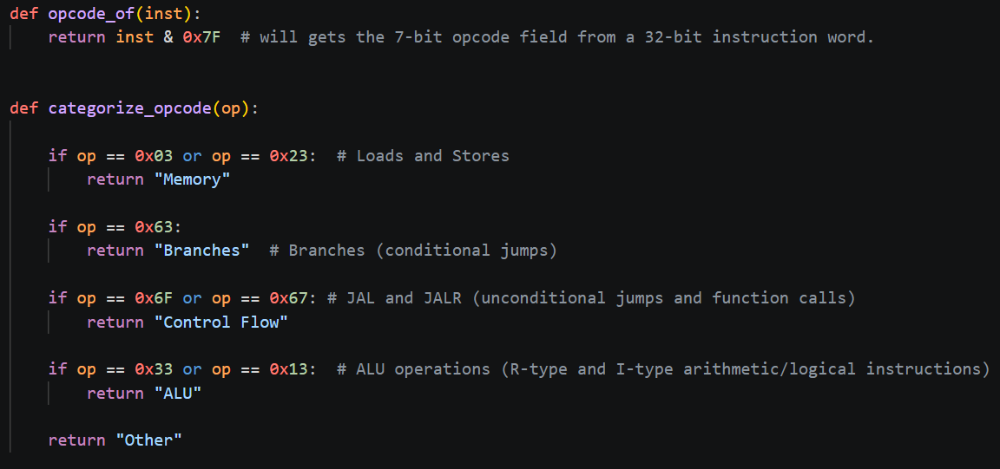 def opcode_of(inst):
    return inst & 0x7F  # will gets the 7-bit opcode field from a 32-bit instruction word.
def categorize_opcode(op):
    if op == 0x03 or op == 0x23:  # Loads and Stores
        return "Memory"
    if op == 0x63:
        return "Branches"  # Branches (conditional jumps)
    if op == 0x6F or op == 0x67: # JAL and JALR (unconditional jumps and function calls)
        return "Control Flow"
    if op == 0x33 or op == 0x13:  # ALU operations (R-type and I-type arithmetic/logical instructions)
        return "ALU"
    return "Other"